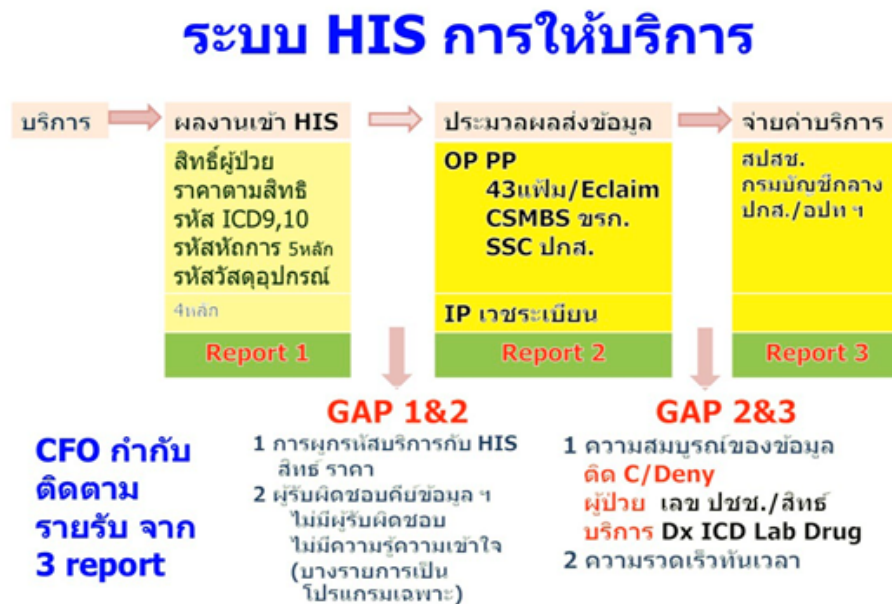 ระบบ HIS การให้บริการ
บริการ
ผลงานเข้า HIS
ประมวลผลส่งข้อมูล
จ่ายค่าบริการ
สิทธิ์ผู้ป่วย
ราคาตามสิทธิ
รหัส ICD9,10
รหัสหัถการ 5หลัก
รหัสวัสดุอุปกรณ์
4หลัก
Report 1
OP PP
43แฟ้ม/Eclaim
CSMBS ขรก.
SSC ปกส.
IP เวชระเบียน
Report 2
สปสช.
กรมบัญชีกลาง
ปกส./อปท ฯ
Report 3
CFO กำกับ
ติดตาม
รายรับ จาก
3 report
GAP 1&2
1 การผูกรหัสบริการกับ HIS
สิทธ์ ราคา
2 ผู้รับผิดชอบคีย์ข้อมูล ฯ
ไม่มีผู้รับผิดชอบ
ไม่มีความรู้ความเข้าใจ
(บางรายการเป็น
โปรแกรมเฉพาะ)
GAP 2&3
1 ความสมบูรณ์ของข้อมูล
ติด C/Deny
ผู้ป่วย เลข ปชช./สิทธ์
บริการ Dx ICD Lab Drug
2 ความรวดเร็วทันเวลา